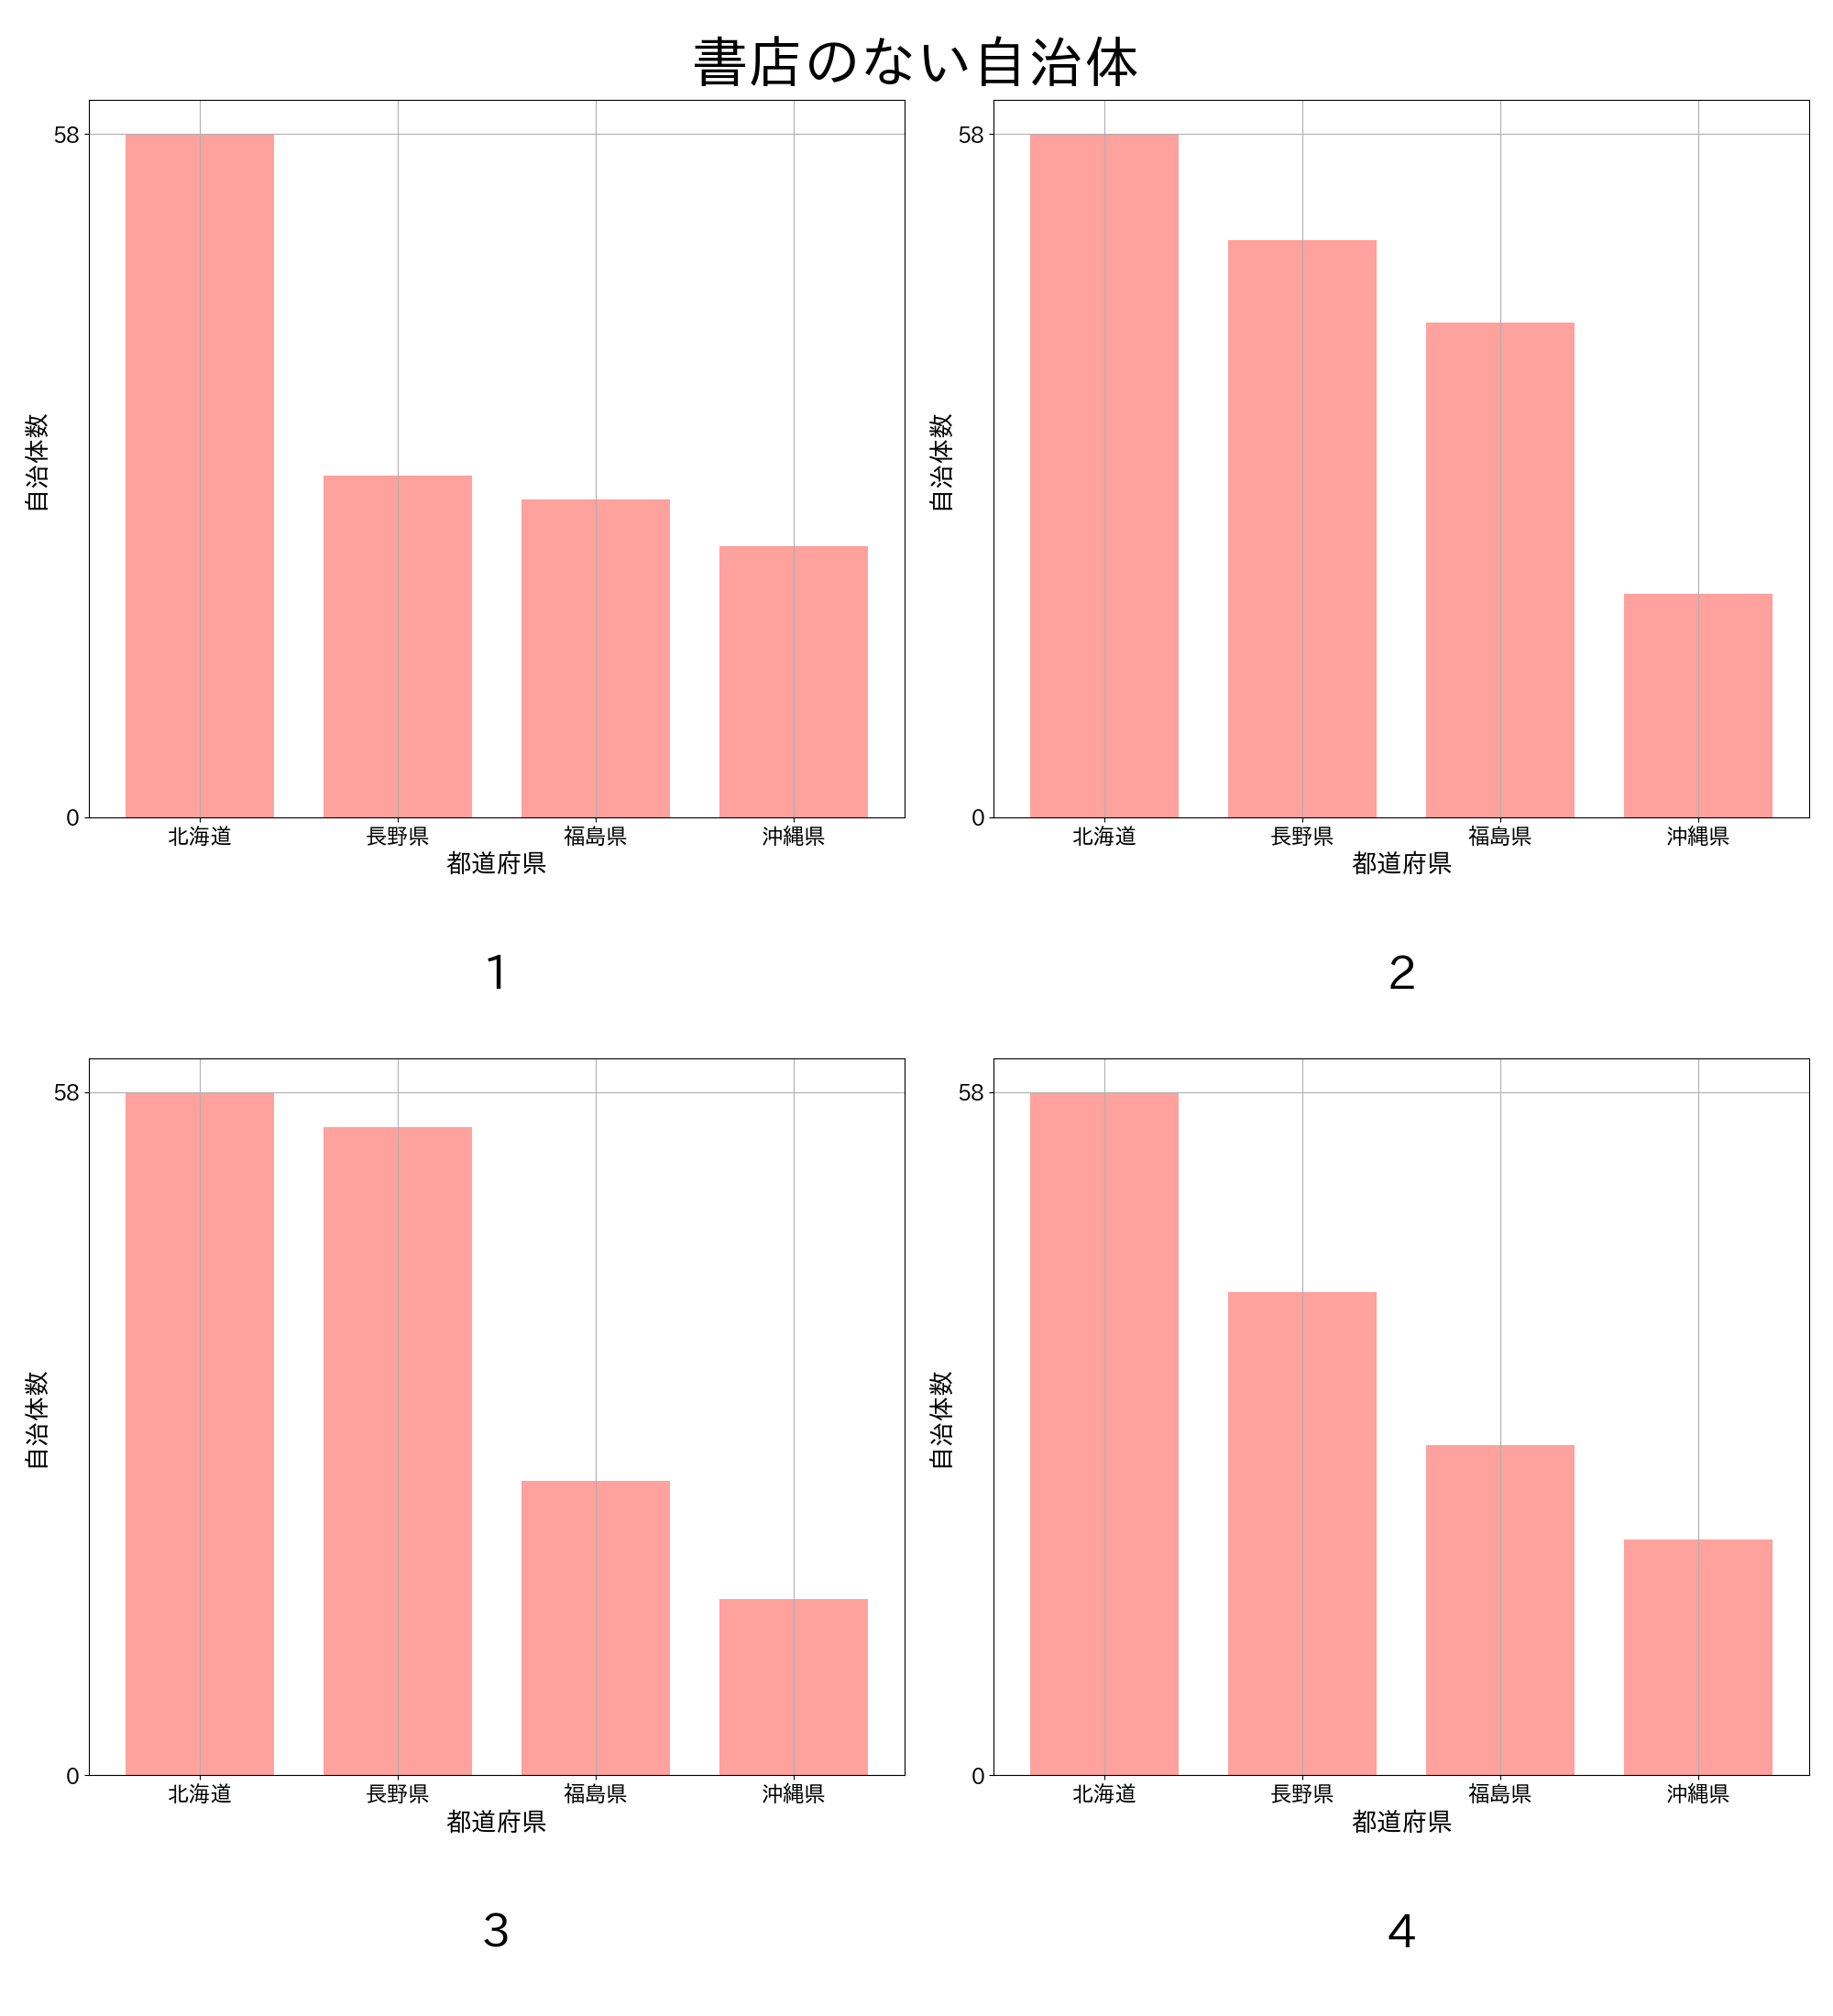 書店のない自治体
58
0
自治体数
北海道 長野県 福島県 沖縄県
都道府県
1
58
0
自治体数
北海道 長野県 福島県 沖縄県
都道府県
2
58
0
自治体数
北海道 長野県 福島県 沖縄県
都道府県
3
58
0
自治体数
北海道 長野県 福島県 沖縄県
都道府県
4